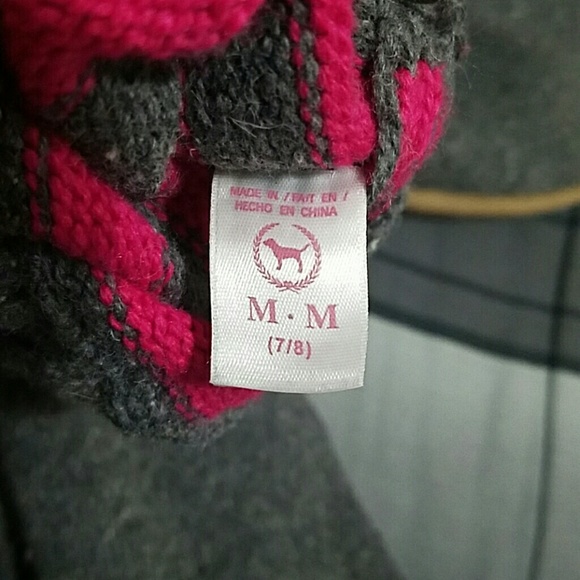 MADE IN / FAIT EN /
HECHO EN CHINA
M · M
(7/8)